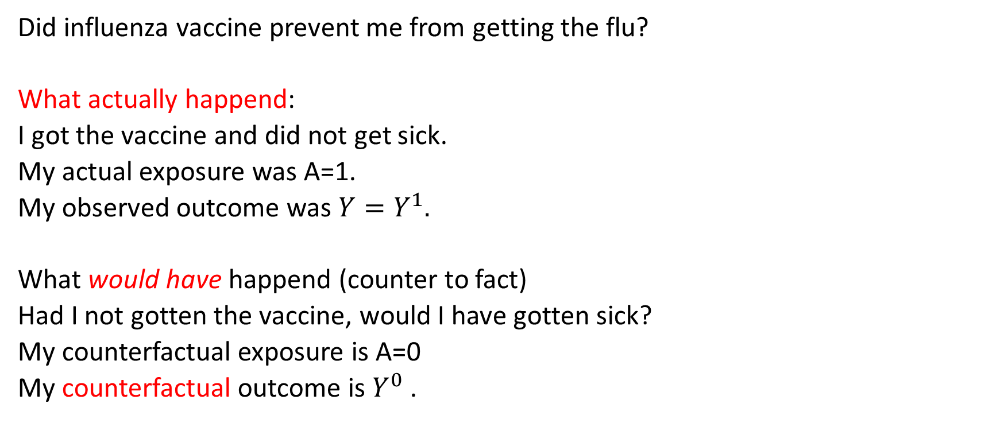 Did influenza vaccine prevent me from getting the flu?
What actually happend:
I got the vaccine and did not get sick.
My actual exposure was A=1.
My observed outcome was Y = Y¹.
What would have happend (counter to fact)
Had I not gotten the vaccine, would I have gotten sick?
My counterfactual exposure is A=0
My counterfactual outcome is Y⁰ .